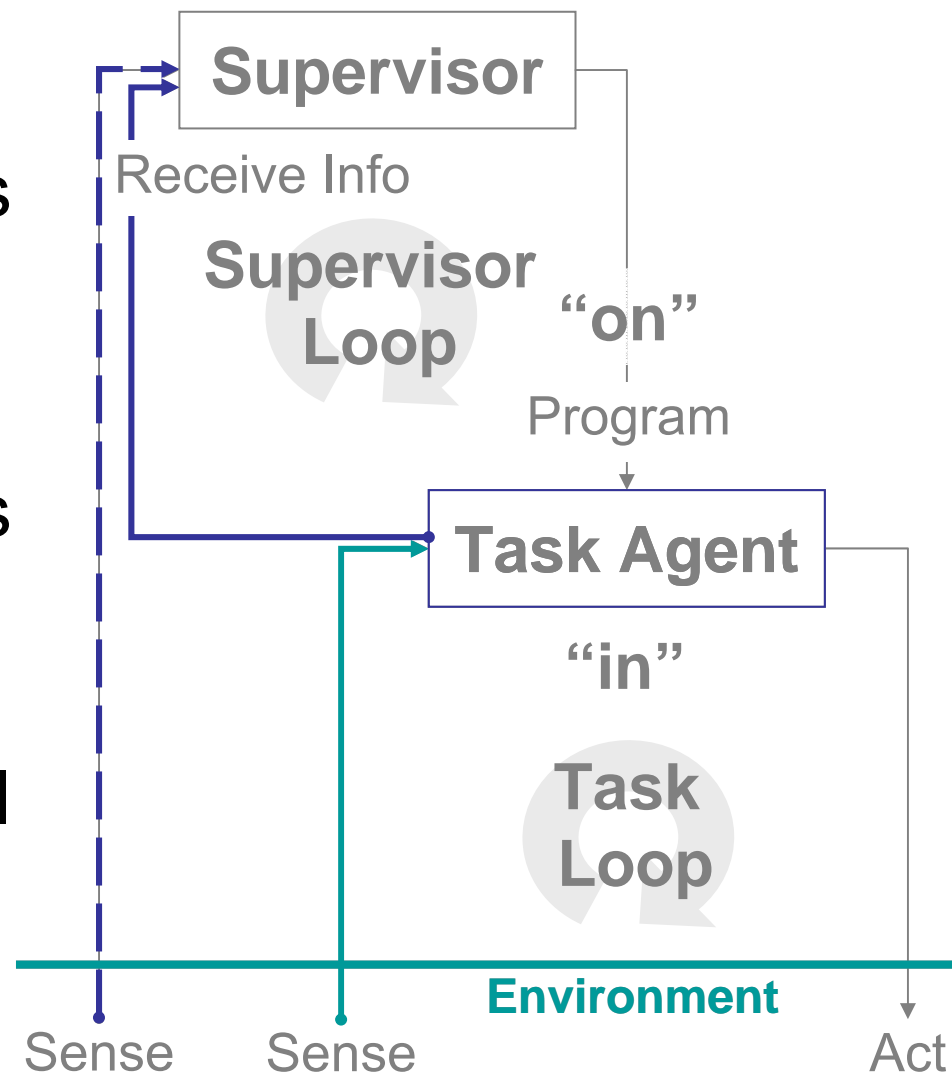 Supervisor
Receive Info
s
Supervisor
Loop
“on”
Program
s
Task Agent
“in”
Task
Loop
Environment
Sense
Sense
Act